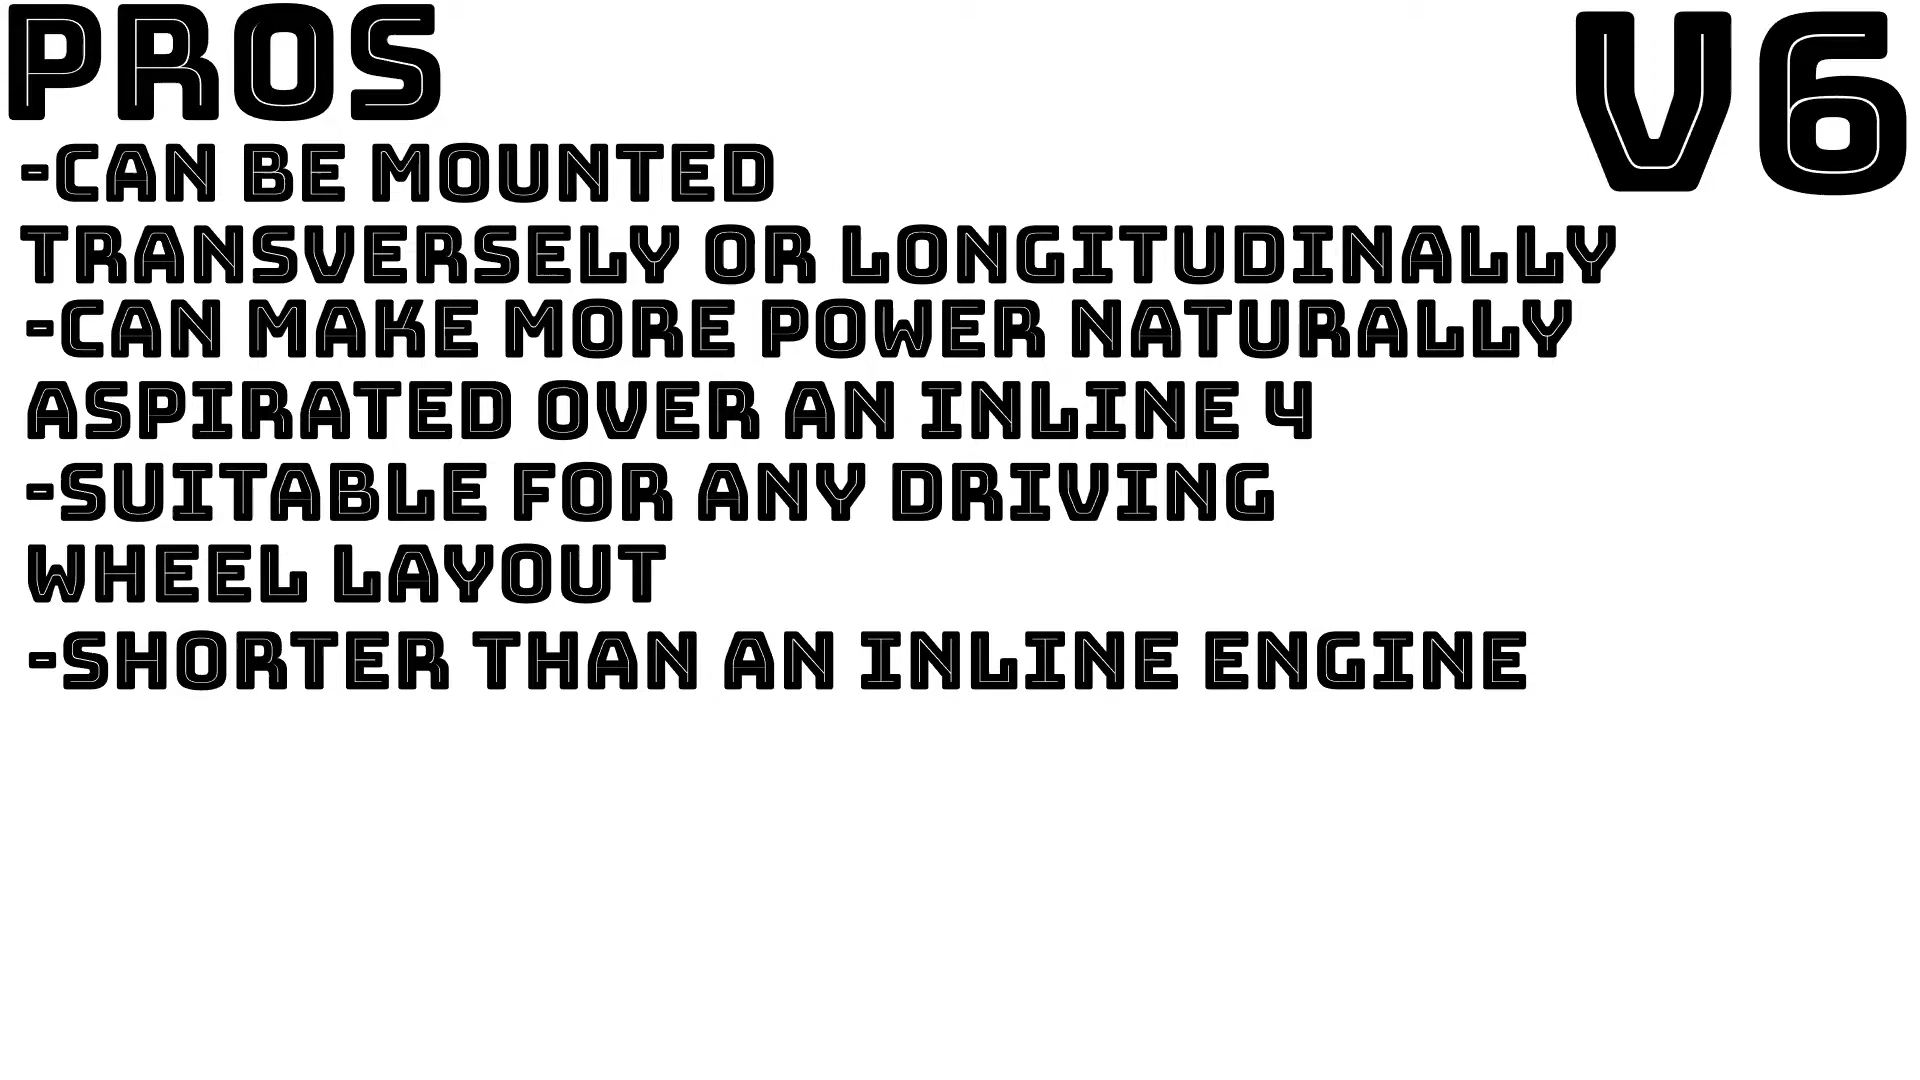 PROS
V6
-CAN BE MOUNTED
TRANSVERSELY OR LONGITUDINALLY
-CAN MAKE MORE POWER NATURALLY
ASPIRATED OVER AN INLINE 4
-SUITABLE FOR ANY DRIVING
WHEEL LAYOUT
-SHORTER THAN AN INLINE ENGINE